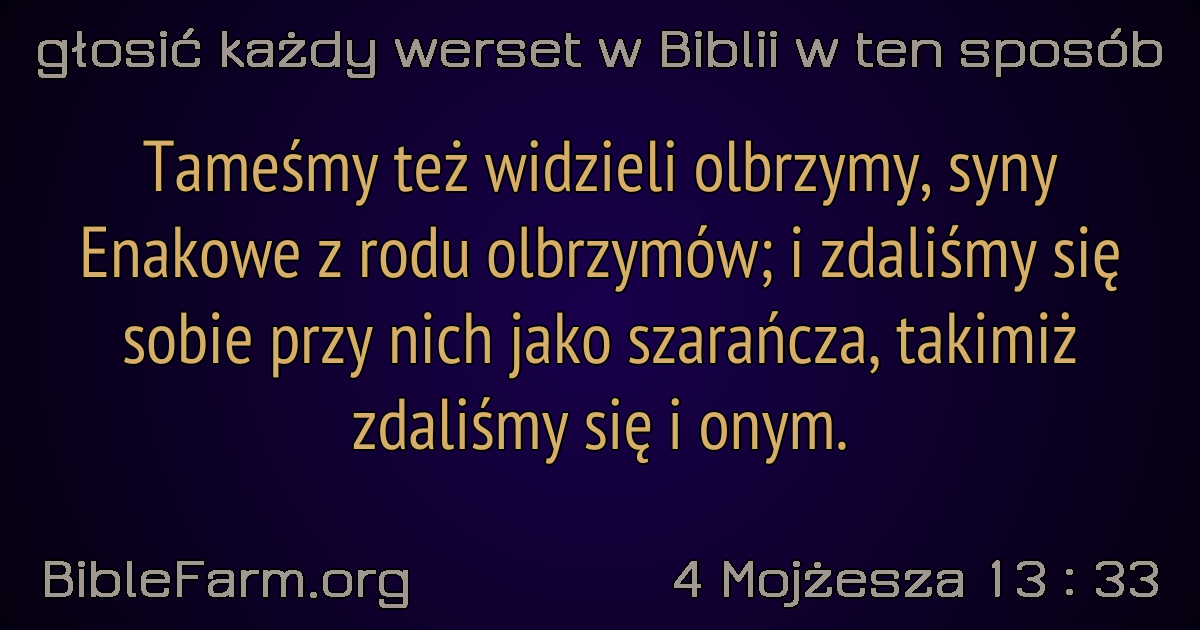 głosić każdy werset w Biblii w ten sposób
Tameśmy też widzieli olbrzymy, syny
Enakowe z rodu olbrzymów; i zdaliśmy się
sobie przy nich jako szarańcza, takimiż
zdaliśmy się i onym.
BibleFarm.org
4 Mojżesza 13 : 33